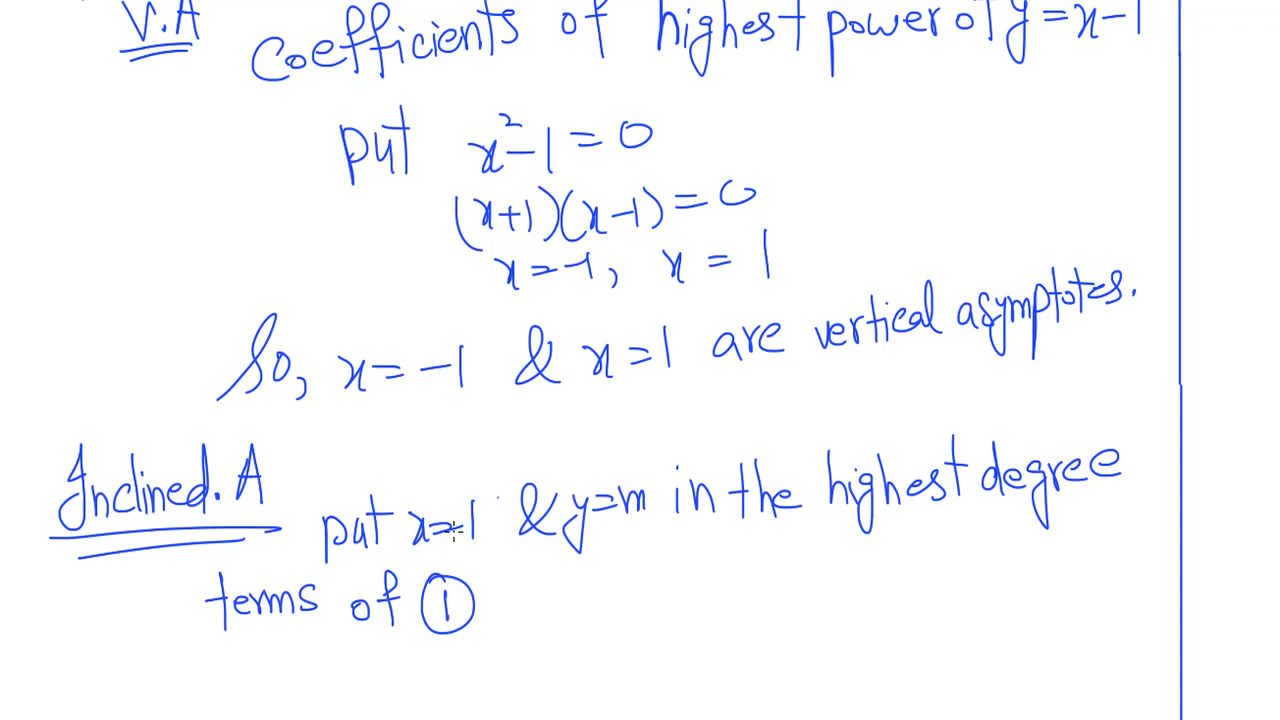 V.A Coefficients of highest power of y = x-1
put x²-1=0
(x+1)(x-1)=0
x=-1, x = 1
So, x=-1 & x=1 are vertical asymptotes.
Inclined. A
put x=1 & y=m in the highest degree
terms of ①